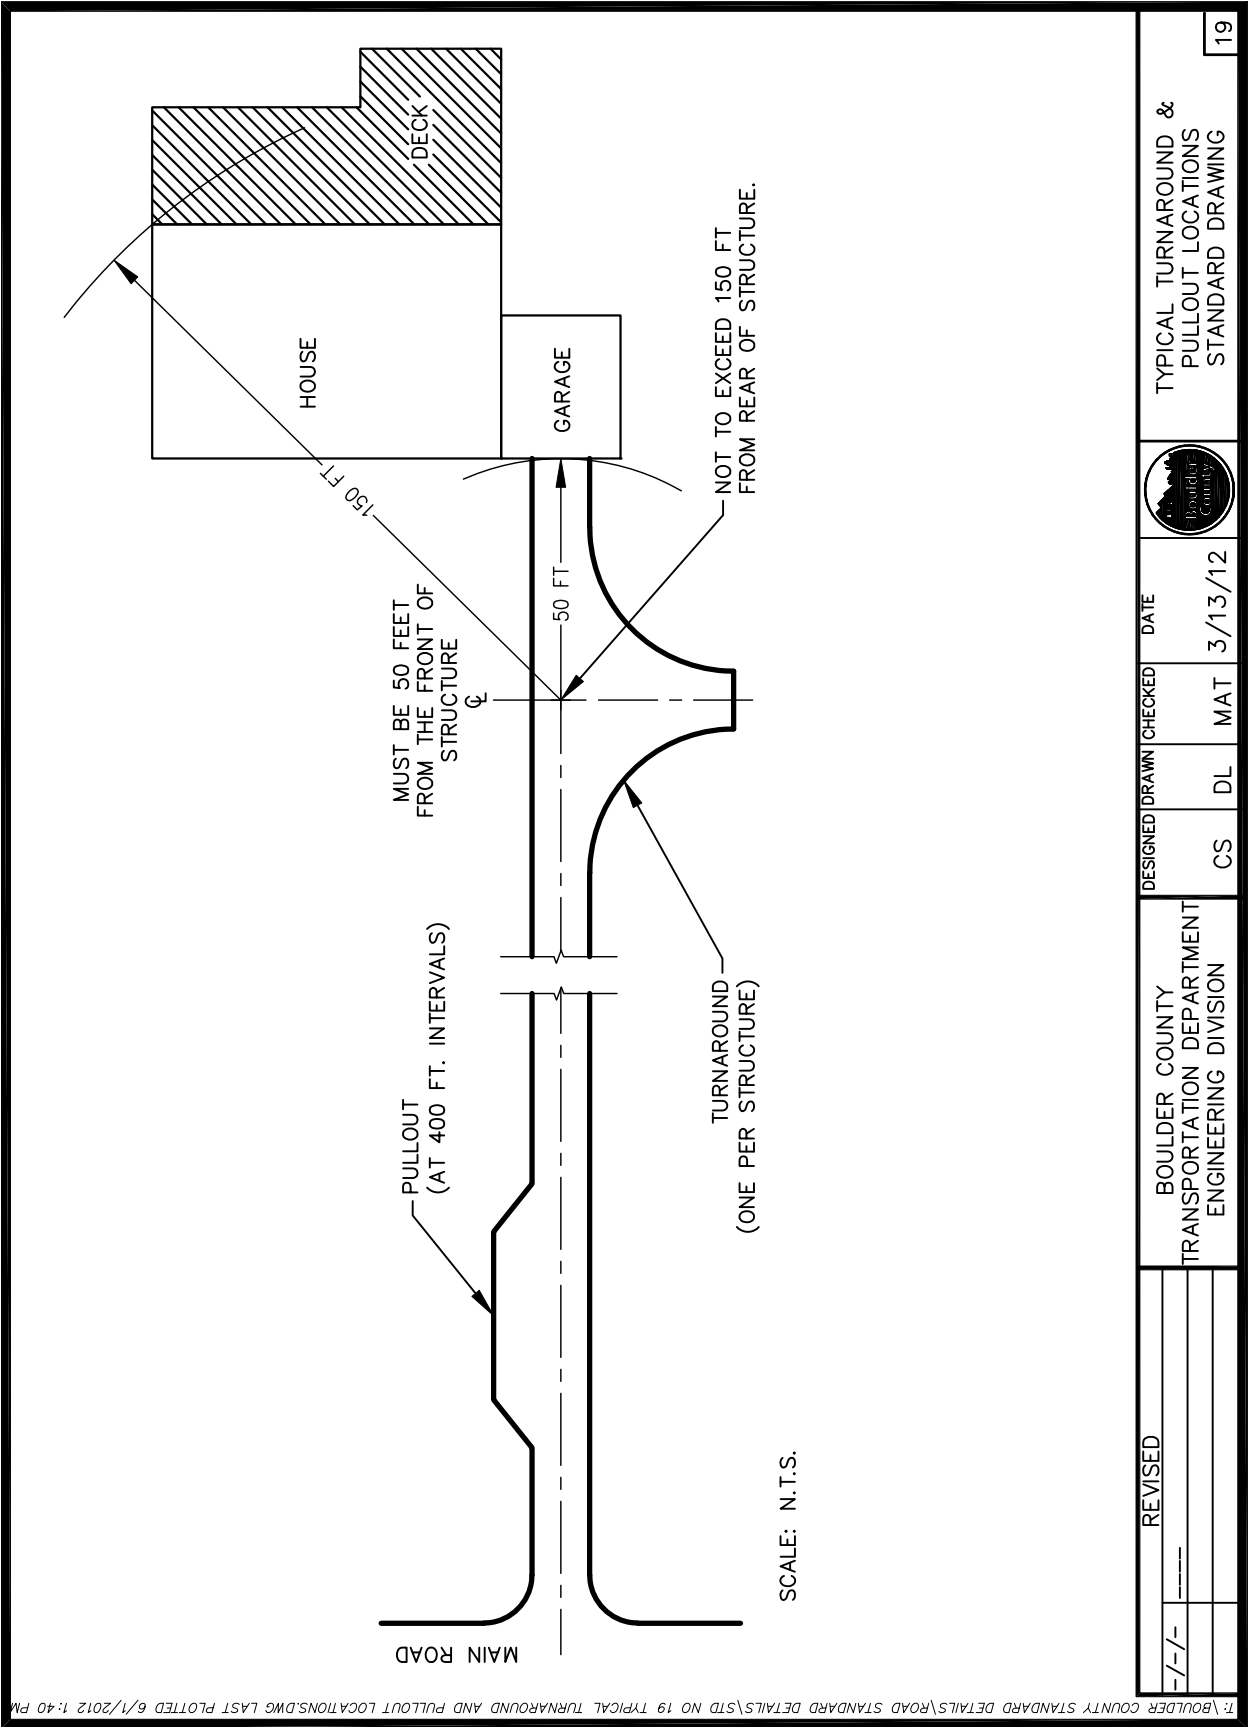 MAIN ROAD
PULLOUT
(AT 400 FT. INTERVALS)
MUST BE 50 FEET
FROM THE FRONT OF
STRUCTURE
CL
150 FT
50 FT
HOUSE
DECK
GARAGE
NOT TO EXCEED 150 FT
FROM REAR OF STRUCTURE.
TURNAROUND
(ONE PER STRUCTURE)
SCALE: N.T.S.
REVISED
-/-/-
----
BOULDER COUNTY
TRANSPORTATION DEPARTMENT
ENGINEERING DIVISION
DESIGNED
CS
DRAWN
DL
CHECKED
MAT
DATE
3/13/12
Boulder
County
TYPICAL TURNAROUND &
PULLOUT LOCATIONS
STANDARD DRAWING
19
T:\BOULDER COUNTY STANDARD DETAILS\ROAD STANDARD DETAILS\STD NO 19 TYPICAL TURNAROUND AND PULLOUT LOCATIONS.DWG LAST PLOTTED 6/1/2012 1:40 PM